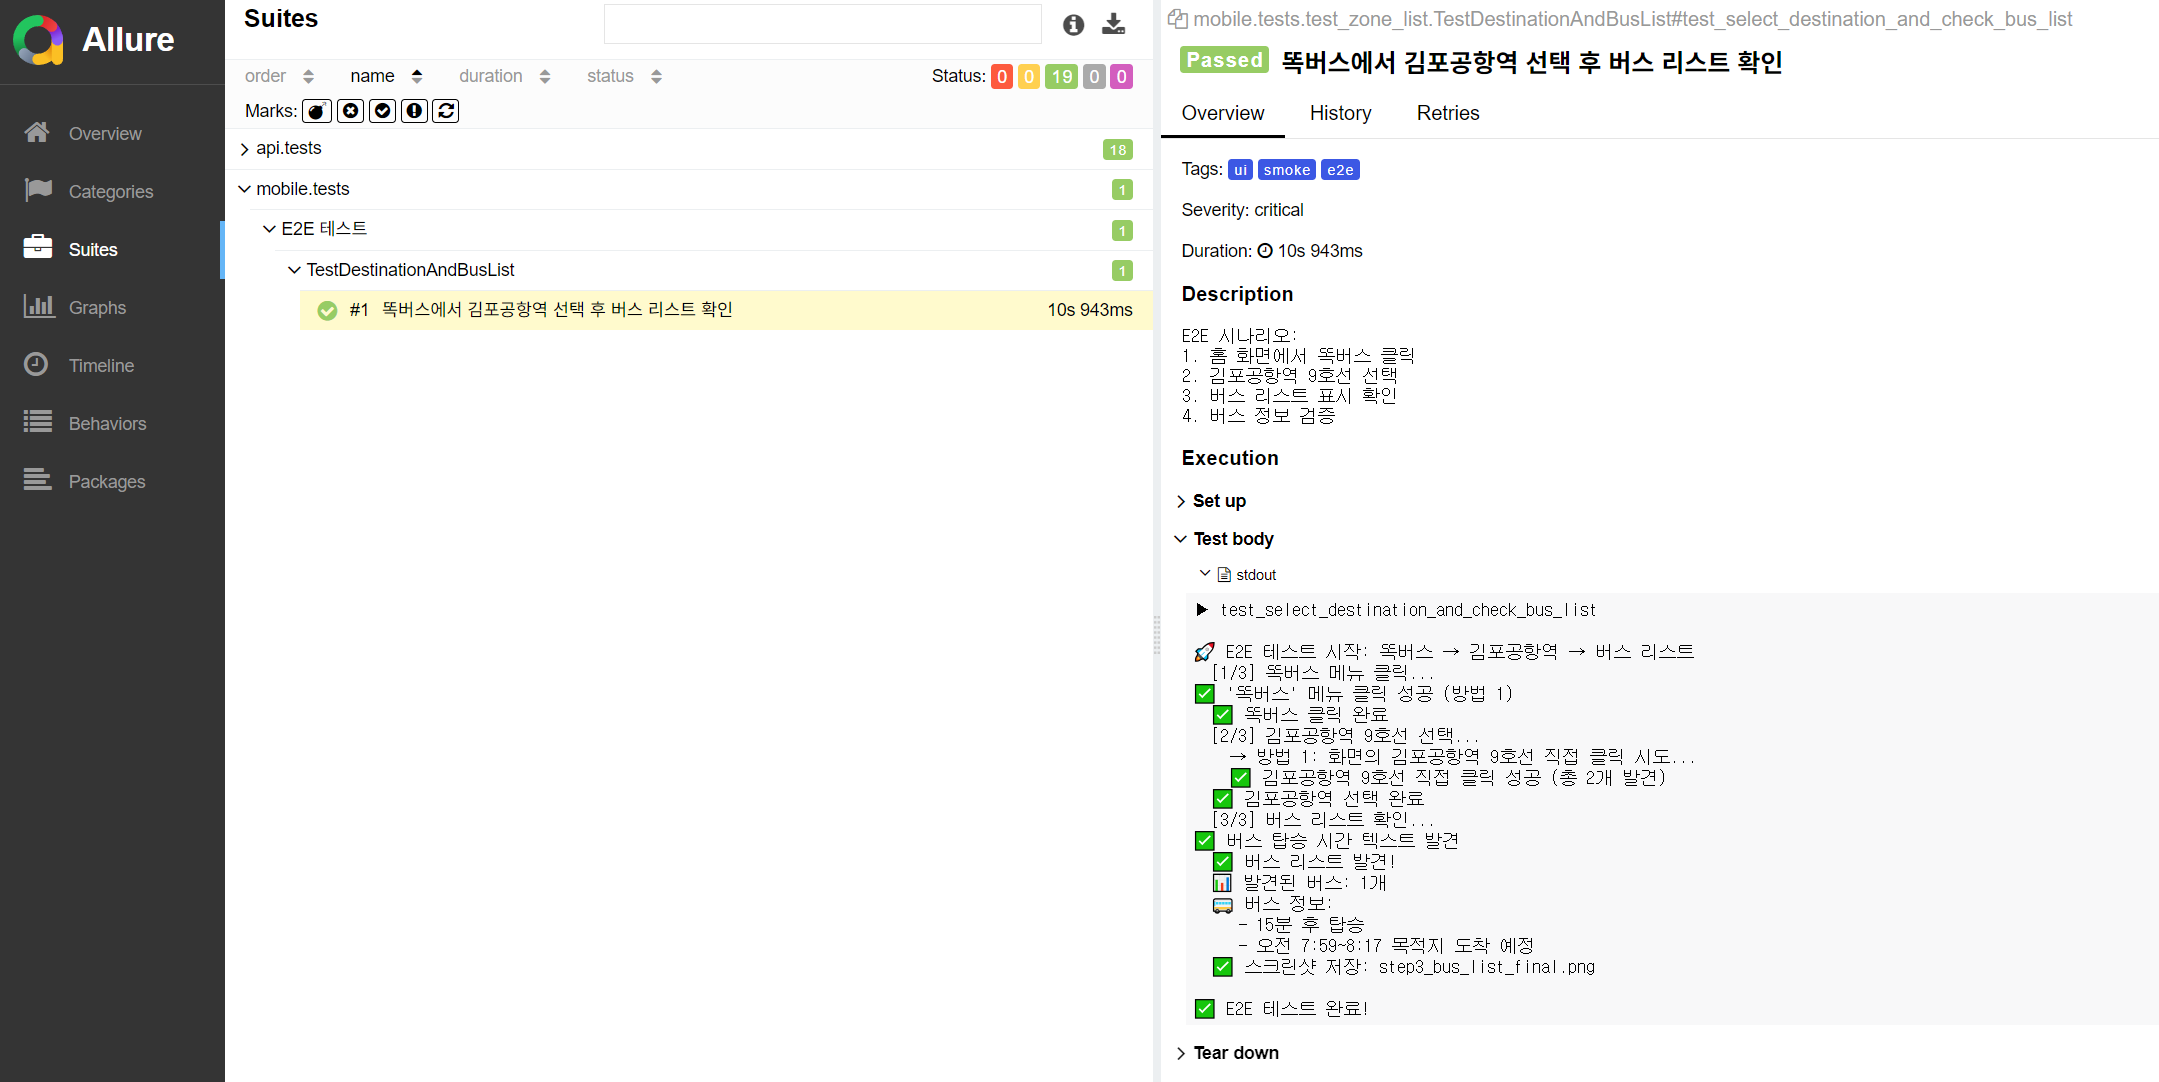 Allure
Overview
Categories
Suites
Graphs
Timeline
Behaviors
Packages
Suites
order name duration status Status: 0 0 19 0 0
Marks:
api.tests 18
mobile.tests 1
E2E 테스트 1
TestDestinationAndBusList 1
#1 똑버스에서 김포공항역 선택 후 버스 리스트 확인 10s 943ms
mobile.tests.test_zone_list.TestDestinationAndBusList#test_select_destination_and_check_bus_list
Passed 똑버스에서 김포공항역 선택 후 버스 리스트 확인
Overview History Retries
Tags: ui smoke e2e
Severity: critical
Duration: 10s 943ms
Description
E2E 시나리오:
1. 홈 화면에서 똑버스 클릭
2. 김포공항역 9호선 선택
3. 버스 리스트 표시 확인
4. 버스 정보 검증
Execution
Set up
Test body
stdout
▶ test_select_destination_and_check_bus_list
🚀 E2E 테스트 시작: 똑버스 → 김포공항역 → 버스 리스트
[1/3] 똑버스 메뉴 클릭...
✅ '똑버스' 메뉴 클릭 성공 (방법 1)
✅ 똑버스 클릭 완료
[2/3] 김포공항역 9호선 선택...
→ 방법 1: 화면의 김포공항역 9호선 직접 클릭 시도...
✅ 김포공항역 9호선 직접 클릭 성공 (총 2개 발견)
✅ 김포공항역 선택 완료
[3/3] 버스 리스트 확인...
✅ 버스 탑승 시간 텍스트 발견
✅ 버스 리스트 발견!
📊 발견된 버스: 1개
🚌 버스 정보:
- 15분 후 탑승
- 오전 7:59~8:17 목적지 도착 예정
✅ 스크린샷 저장: step3_bus_list_final.png
✅ E2E 테스트 완료!
Tear down